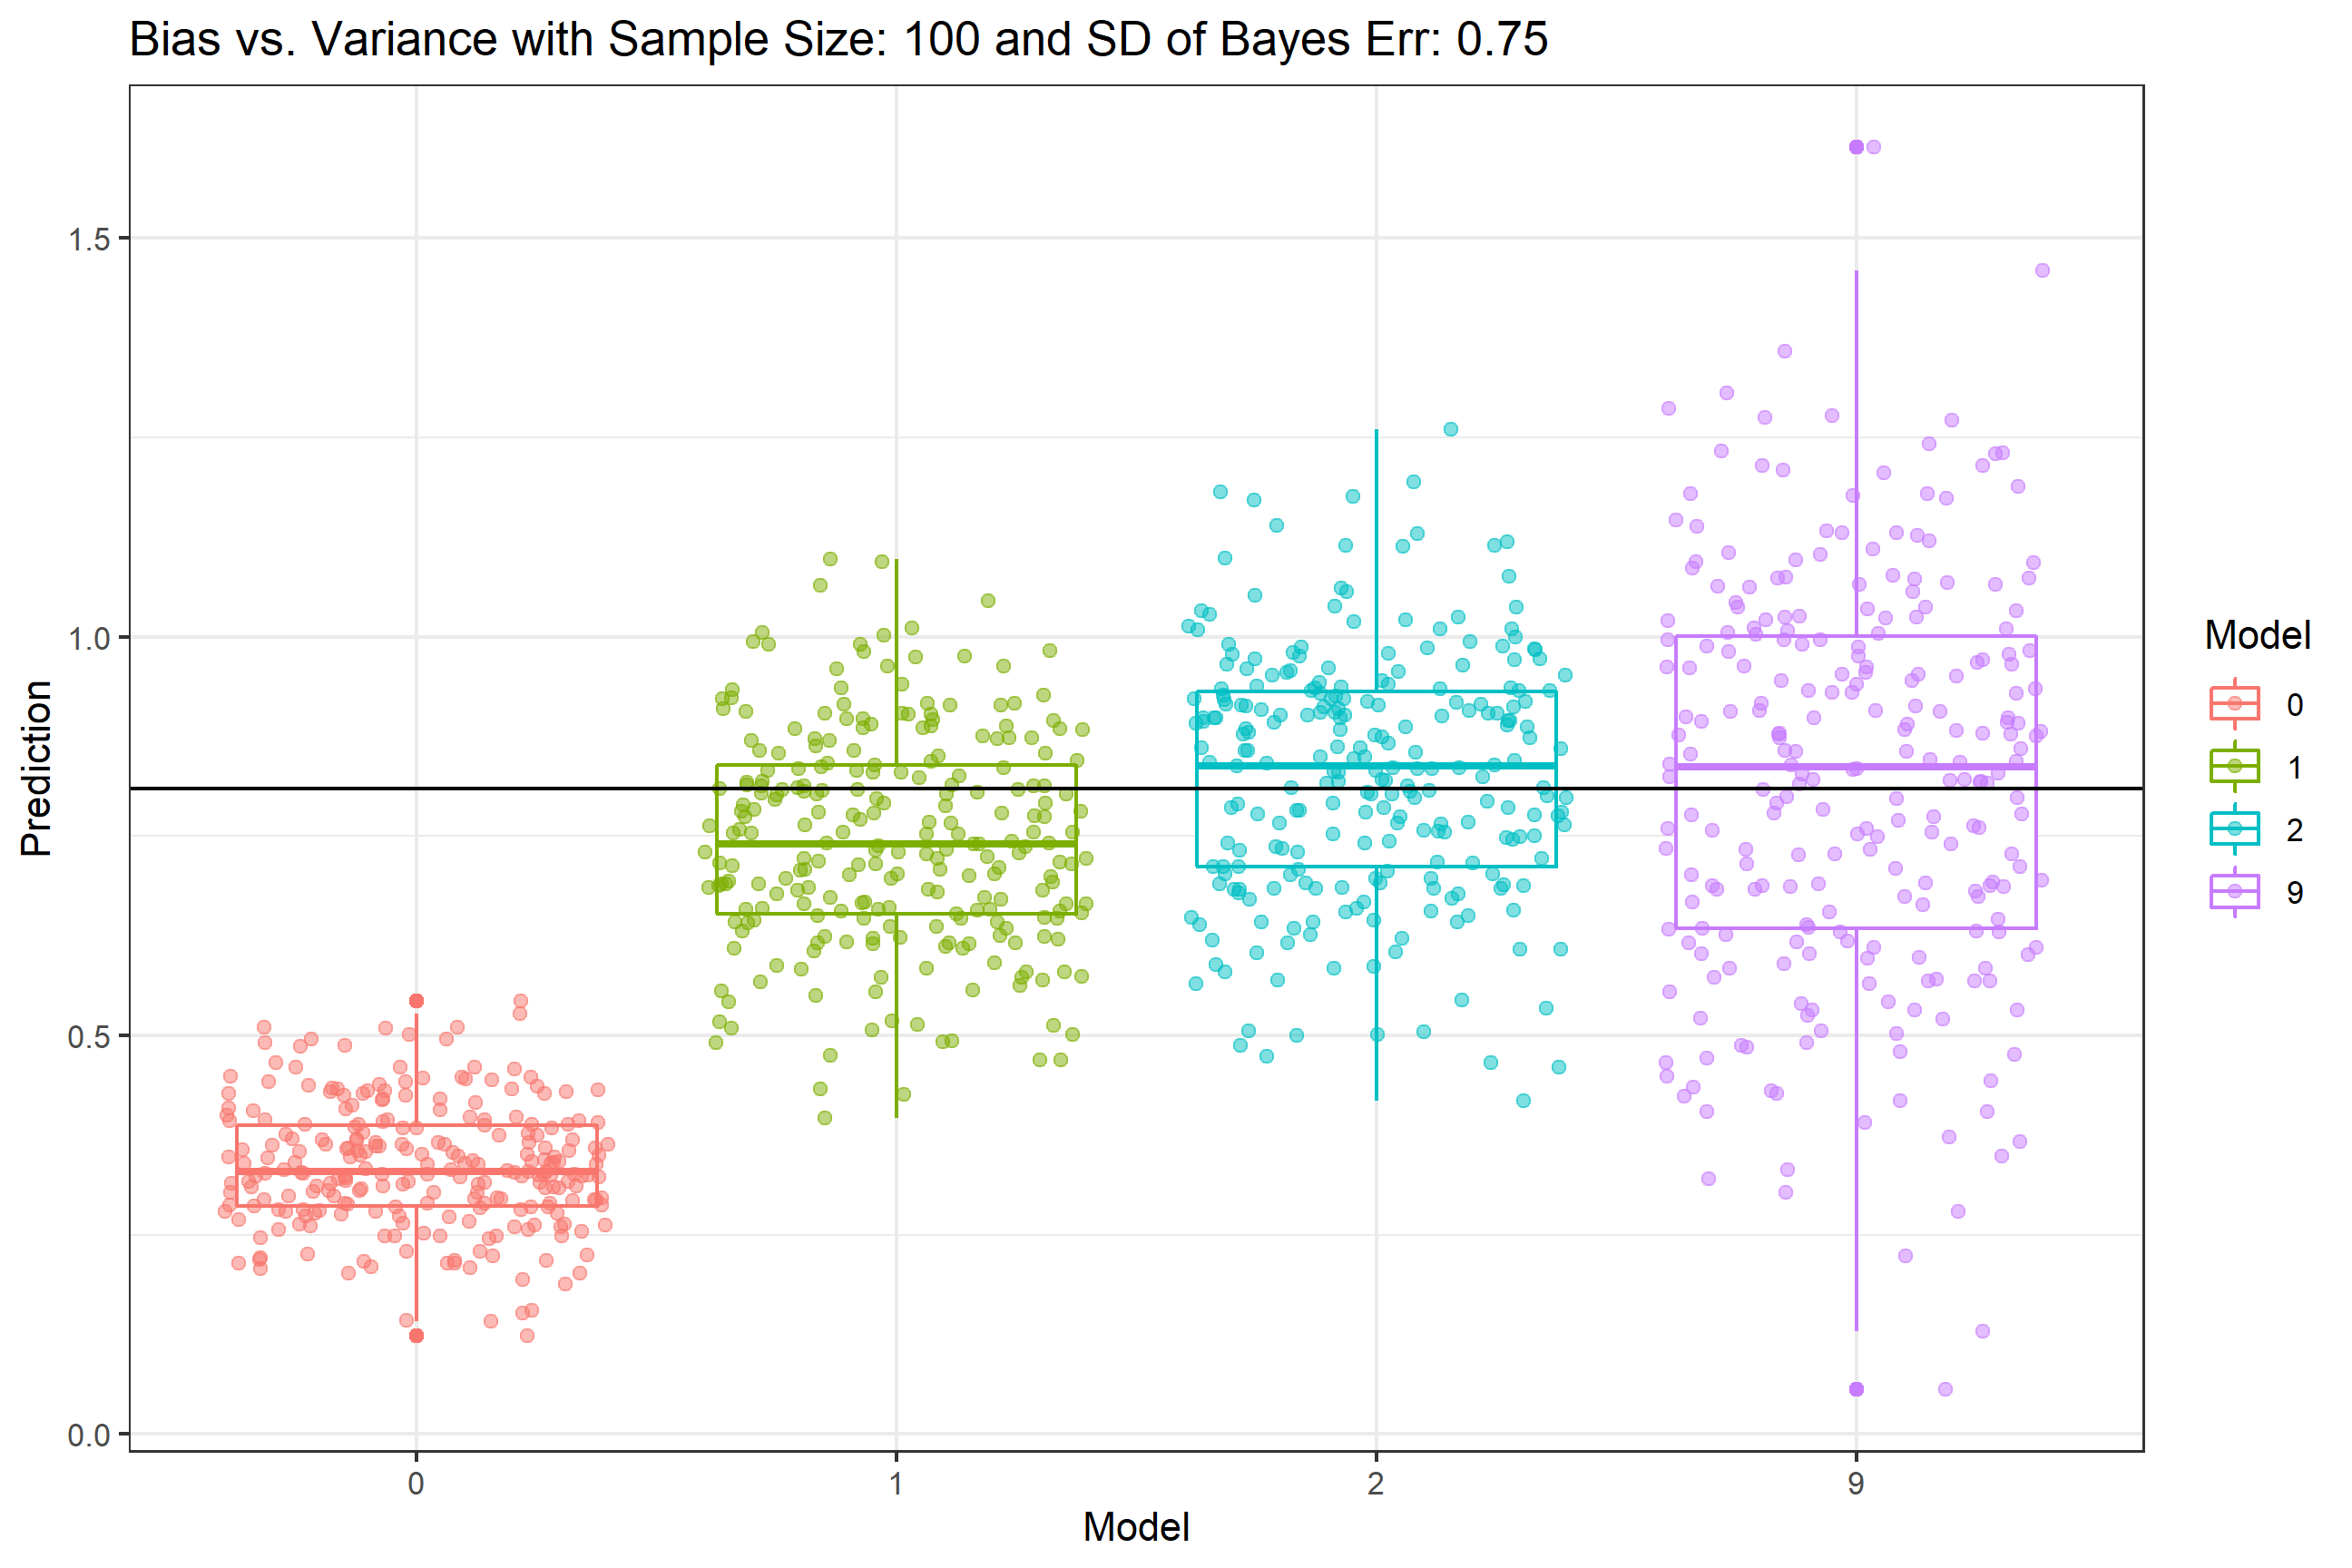 Bias vs. Variance with Sample Size: 100 and SD of Bayes Err: 0.75
1.5
1.0
0.5
0.0
Prediction
0 1 2 9
Model
Model
0
1
2
9